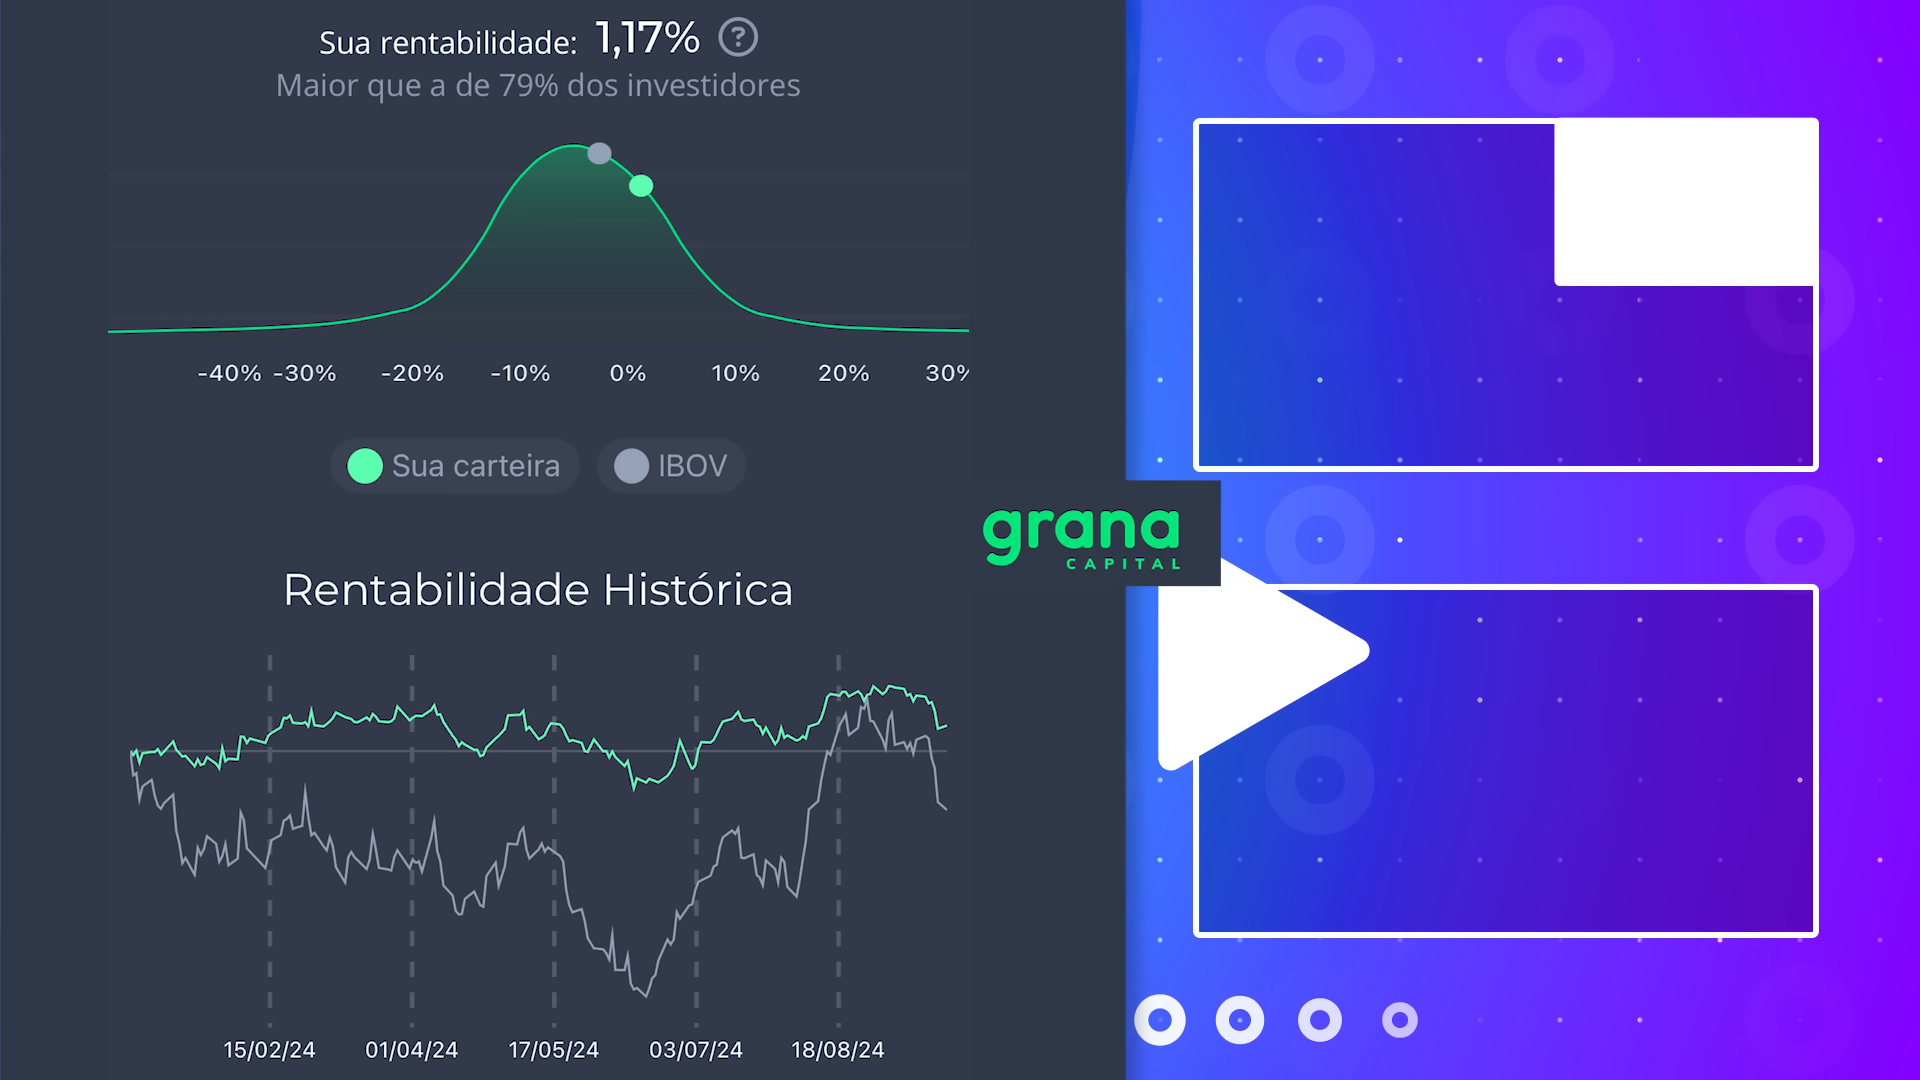 Sua rentabilidade: 1,17% ?
Maior que a de 79% dos investidores
-40% -30% -20% -10% 0% 10% 20% 30%
Sua carteira IBOV
grana
CAPITAL
Rentabilidade Histórica
15/02/24 01/04/24 17/05/24 03/07/24 18/08/24